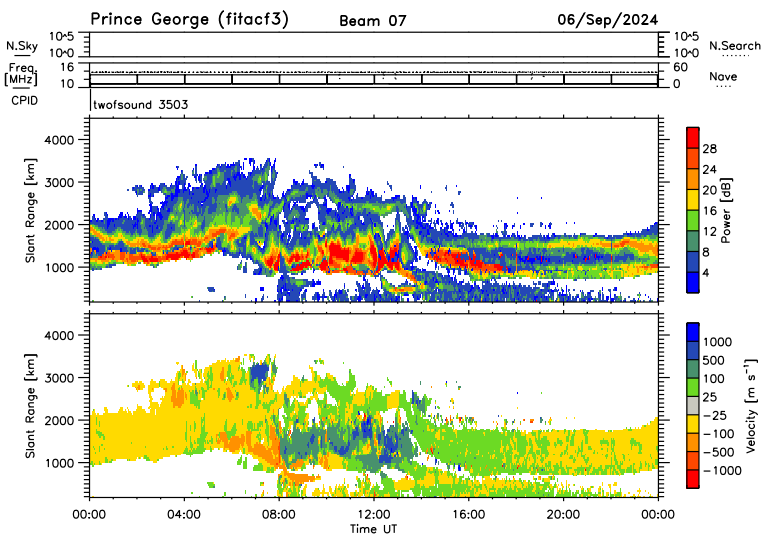 Prince George (fitacf3) Beam 07 06/Sep/2024
N.Sky 10^5 10^5 N.Search
10^0 10^0
Freq. 16 60 Nave
[MHz] 10 0
CPID twofsound 3503
4000
3000
2000
1000
Slant Range [km]
28
24
20
16
12
8
4
Power [dB]
4000
3000
2000
1000
Slant Range [km]
1000
500
100
25
−25
−100
−500
−1000
Velocity [m s⁻¹]
00:00 04:00 08:00 12:00 16:00 20:00 00:00
Time UT